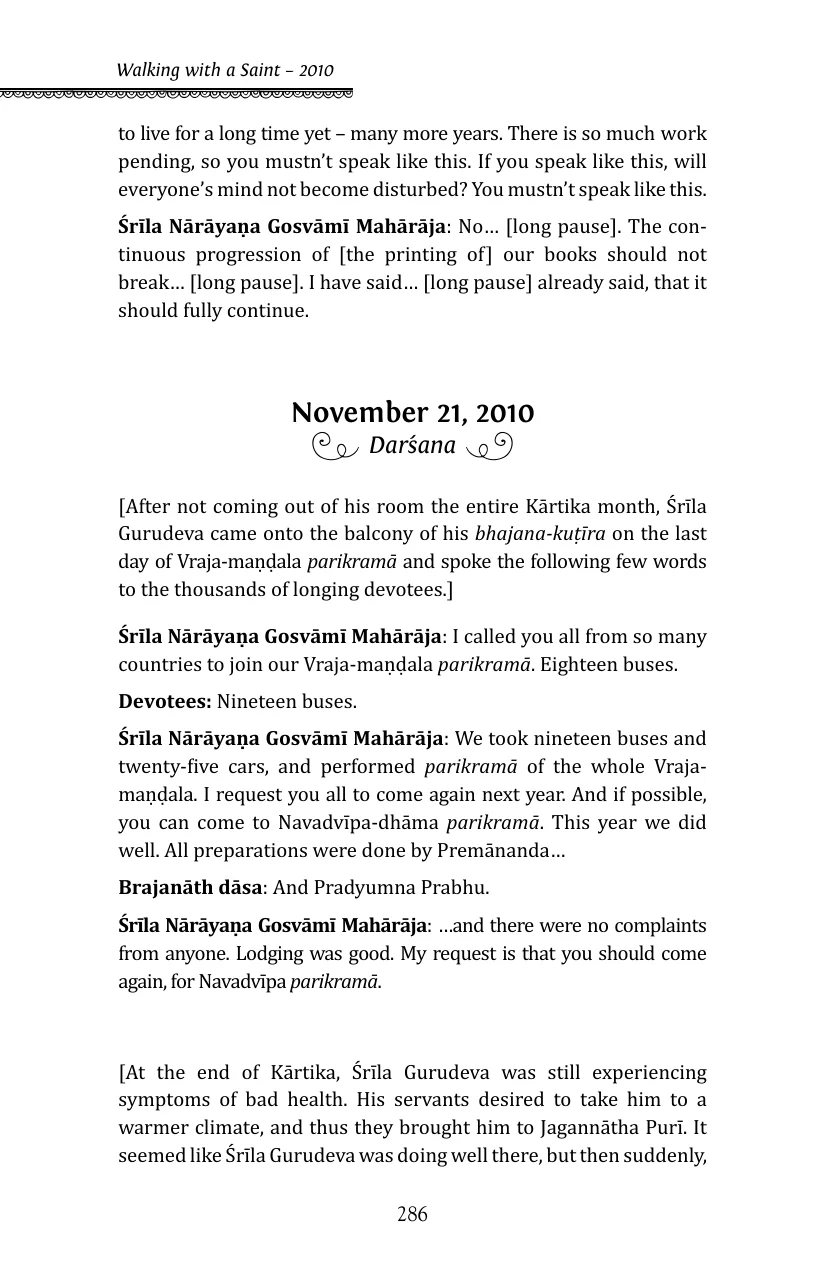 Walking with a Saint – 2010
to live for a long time yet – many more years. There is so much work
pending, so you mustn’t speak like this. If you speak like this, will
everyone’s mind not become disturbed? You mustn’t speak like this.
Śrīla Nārāyaṇa Gosvāmī Mahārāja: No… [long pause]. The con-
tinuous progression of [the printing of] our books should not
break… [long pause]. I have said… [long pause] already said, that it
should fully continue.
November 21, 2010
Darśana
[After not coming out of his room the entire Kārtika month, Śrīla
Gurudeva came onto the balcony of his bhajana-kuṭīra on the last
day of Vraja-maṇḍala parikramā and spoke the following few words
to the thousands of longing devotees.]
Śrīla Nārāyaṇa Gosvāmī Mahārāja: I called you all from so many
countries to join our Vraja-maṇḍala parikramā. Eighteen buses.
Devotees: Nineteen buses.
Śrīla Nārāyaṇa Gosvāmī Mahārāja: We took nineteen buses and
twenty-five cars, and performed parikramā of the whole Vraja-
maṇḍala. I request you all to come again next year. And if possible,
you can come to Navadvīpa-dhāma parikramā. This year we did
well. All preparations were done by Premānanda…
Brajanāth dāsa: And Pradyumna Prabhu.
Śrīla Nārāyaṇa Gosvāmī Mahārāja: …and there were no complaints
from anyone. Lodging was good. My request is that you should come
again, for Navadvīpa parikramā.
[At the end of Kārtika, Śrīla Gurudeva was still experiencing
symptoms of bad health. His servants desired to take him to a
warmer climate, and thus they brought him to Jagannātha Purī. It
seemed like Śrīla Gurudeva was doing well there, but then suddenly,
286